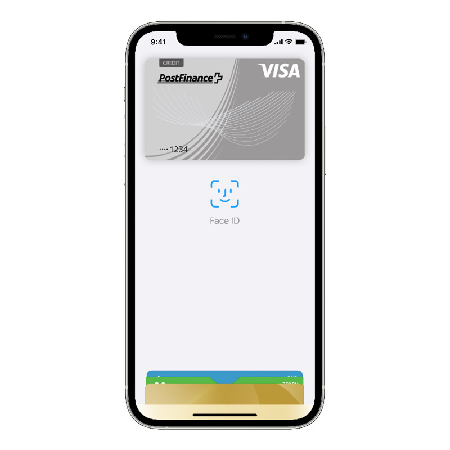 9:41
CREDIT
PostFinance
VISA
•••• 1234
Face ID